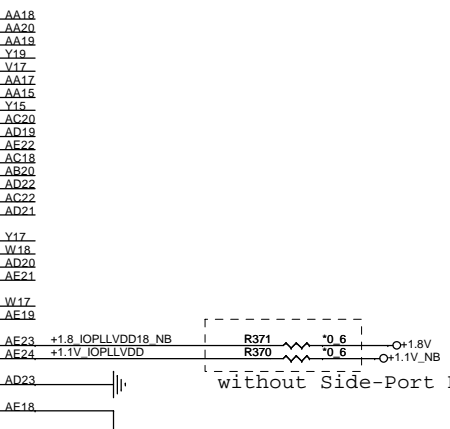 AA18
AA20
AA19
Y19
V17
AA17
AA15
Y15
AC20
AD19
AE22
AC18
AB20
AD22
AC22
AD21
Y17
W18
AD20
AE21
W17
AE19
AE23 +1.8_IOPLLVDD18_NB R371 *0_6 +1.8V
AE24 +1.1V_IOPLLVDD R370 *0_6 +1.1V_NB
without Side-Port
AD23
AE18